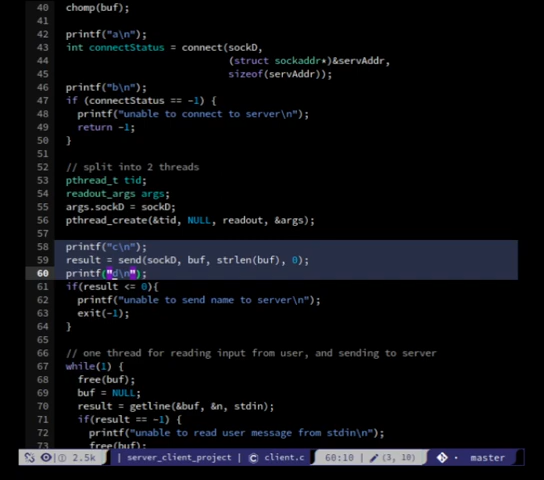 40 chomp(buf);
41
42 printf("a\n");
43 int connectStatus = connect(sockD,
44 (struct sockaddr*)&servAddr,
45 sizeof(servAddr));
46 printf("b\n");
47 if (connectStatus == -1) {
48 printf("unable to connect to server\n");
49 return -1;
50 }
51
52 // split into 2 threads
53 pthread_t tid;
54 readout_args args;
55 args.sockD = sockD;
56 pthread_create(&tid, NULL, readout, &args);
57
58 printf("c\n");
59 result = send(sockD, buf, strlen(buf), 0);
60 printf("d\n");
61 if(result <= 0){
62 printf("unable to send name to server\n");
63 exit(-1);
64 }
65
66 // one thread for reading input from user, and sending to server
67 while(1) {
68 free(buf);
69 buf = NULL;
70 result = getline(&buf, &n, stdin);
71 if(result == -1) {
72 printf("unable to read user message from stdin\n");
73 free(buf);
2.5k | server_client_project | client.c 60:10 | (3, 18) master